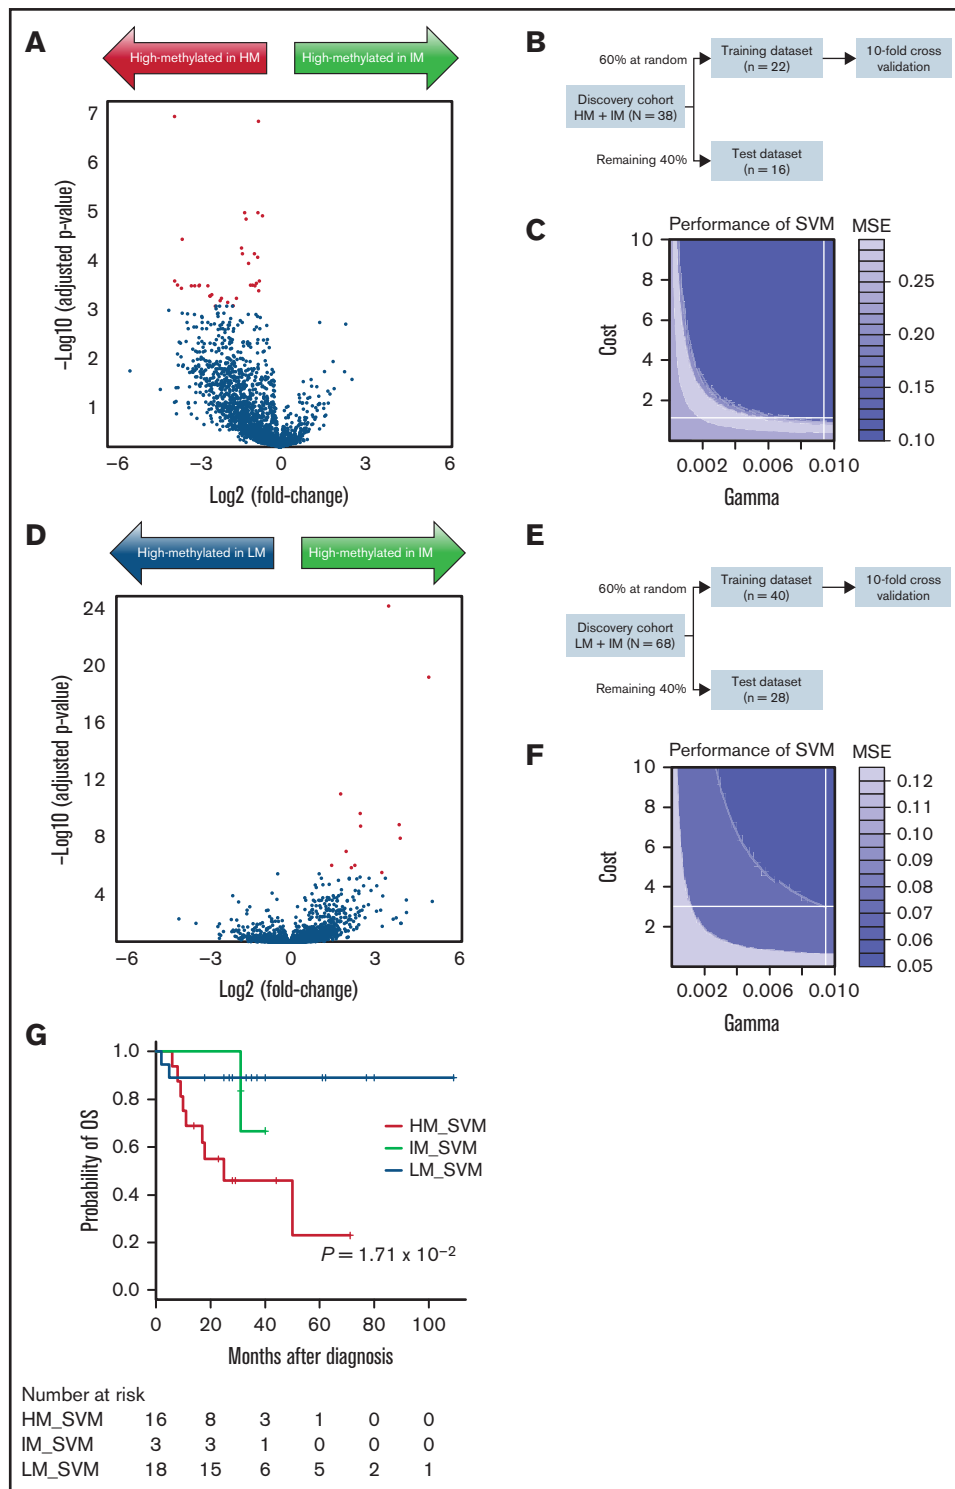 A
High-methylated in HM
High-methylated in IM
7
6
5
4
3
2
1
–Log10 (adjusted p-value)
−6
−3
0
3
6
Log2 (fold-change)
B
60% at random
Training dataset
(n = 22)
10-fold cross
validation
Discovery cohort
HM + IM (N = 38)
Remaining 40%
Test dataset
(n = 16)
C
Performance of SVM
MSE
10
8
6
4
2
Cost
0.002
0.006
0.010
Gamma
0.25
0.20
0.15
0.10
D
High-methylated in LM
High-methylated in IM
24
20
16
12
8
4
–Log10 (adjusted p-value)
−6
−3
0
3
6
Log2 (fold-change)
E
60% at random
Training dataset
(n = 40)
10-fold cross
validation
Discovery cohort
LM + IM (N = 68)
Remaining 40%
Test dataset
(n = 28)
F
Performance of SVM
MSE
10
8
6
4
2
Cost
0.002
0.006
0.010
Gamma
0.12
0.11
0.10
0.09
0.08
0.07
0.06
0.05
G
1.0
0.8
0.6
0.4
0.2
0.0
Probability of OS
HM_SVM
IM_SVM
LM_SVM
P = 1.71 x 10−2
0 20 40 60 80 100
Months after diagnosis
Number at risk
HM_SVM 16 8 3 1 0 0
IM_SVM 3 3 1 0 0 0
LM_SVM 18 15 6 5 2 1